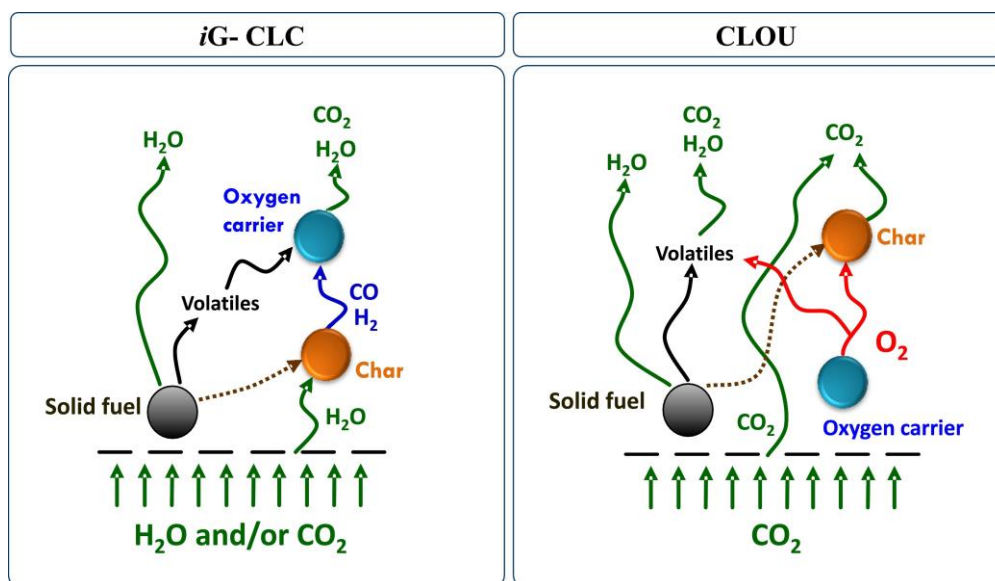 iG- CLC
CO₂
H₂O
H₂O
Oxygen
carrier
Volatiles
CO
H₂
Char
Solid fuel
H₂O
H₂O and/or CO₂
CLOU
CO₂
H₂O
H₂O
CO₂
Volatiles
Char
O₂
Solid fuel
CO₂
Oxygen carrier
CO₂